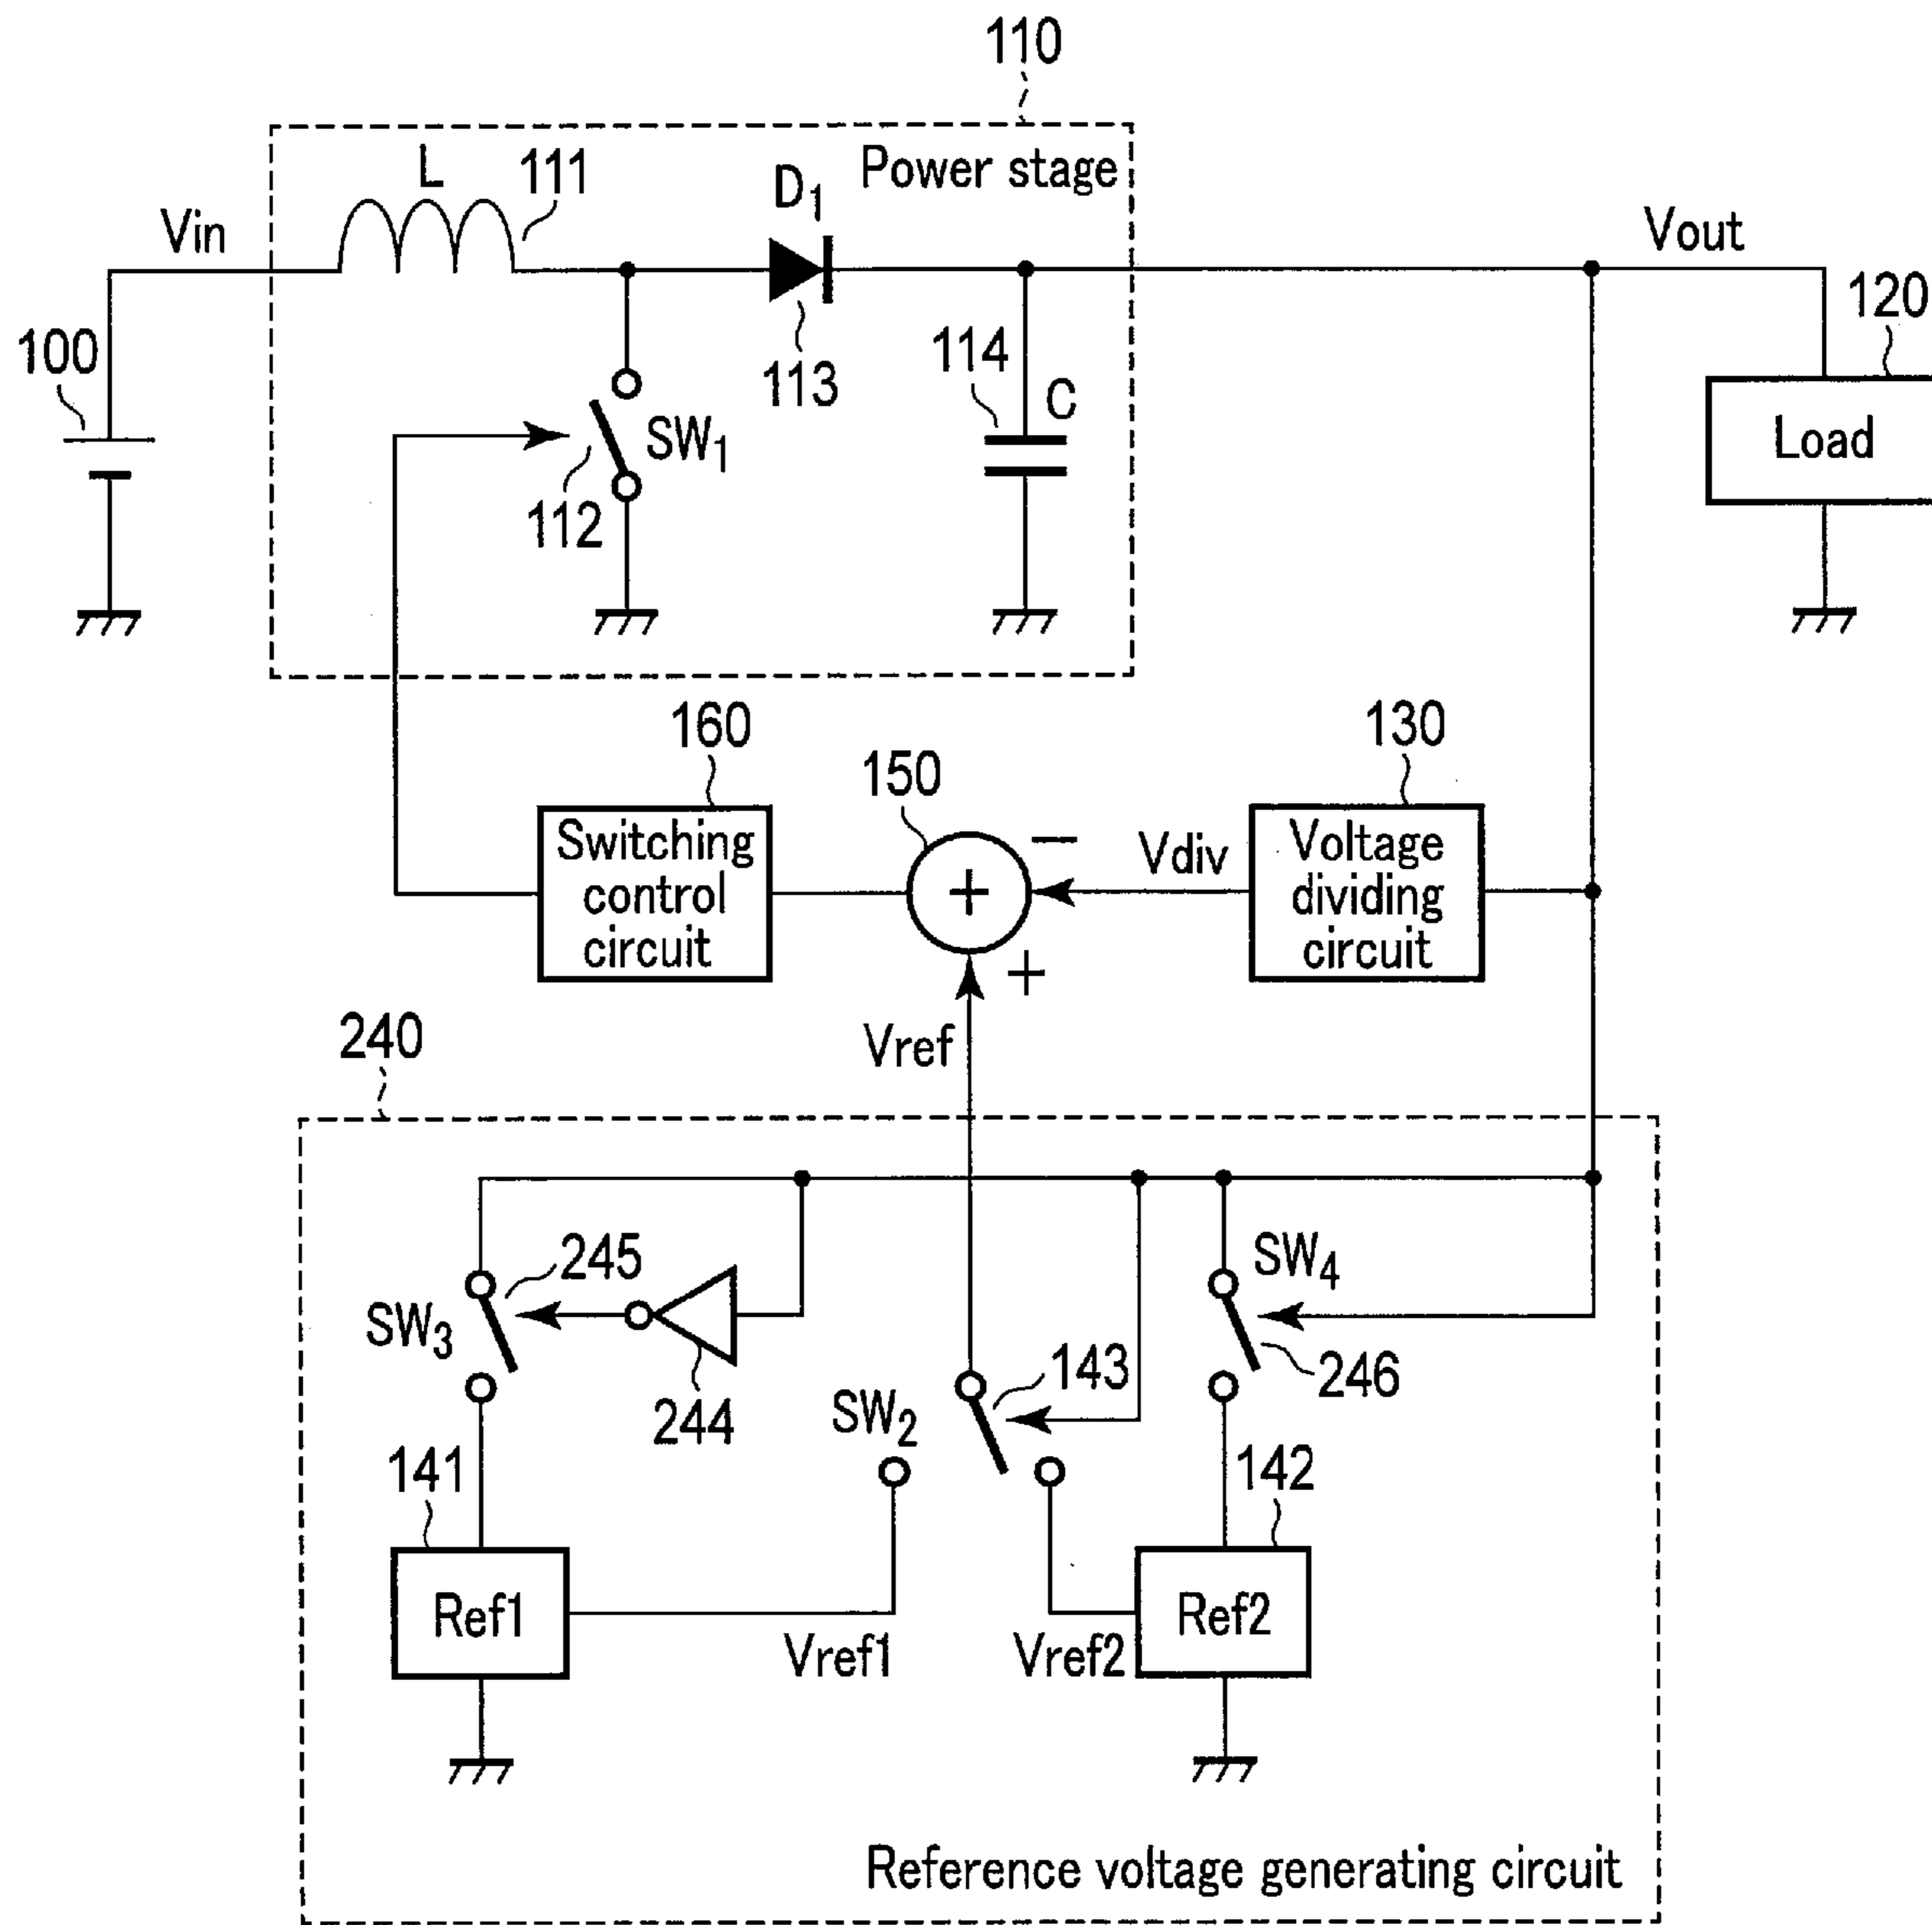 110
Power stage
L
111
D1
Vin
Vout
100
113
114
C
120
Load
SW1
112
160
150
130
Switching
control
circuit
+
−
+
Vdiv
Voltage
dividing
circuit
Vref
240
245
SW3
244
SW2
143
SW4
246
141
142
Ref1
Ref2
Vref1
Vref2
Reference voltage generating circuit